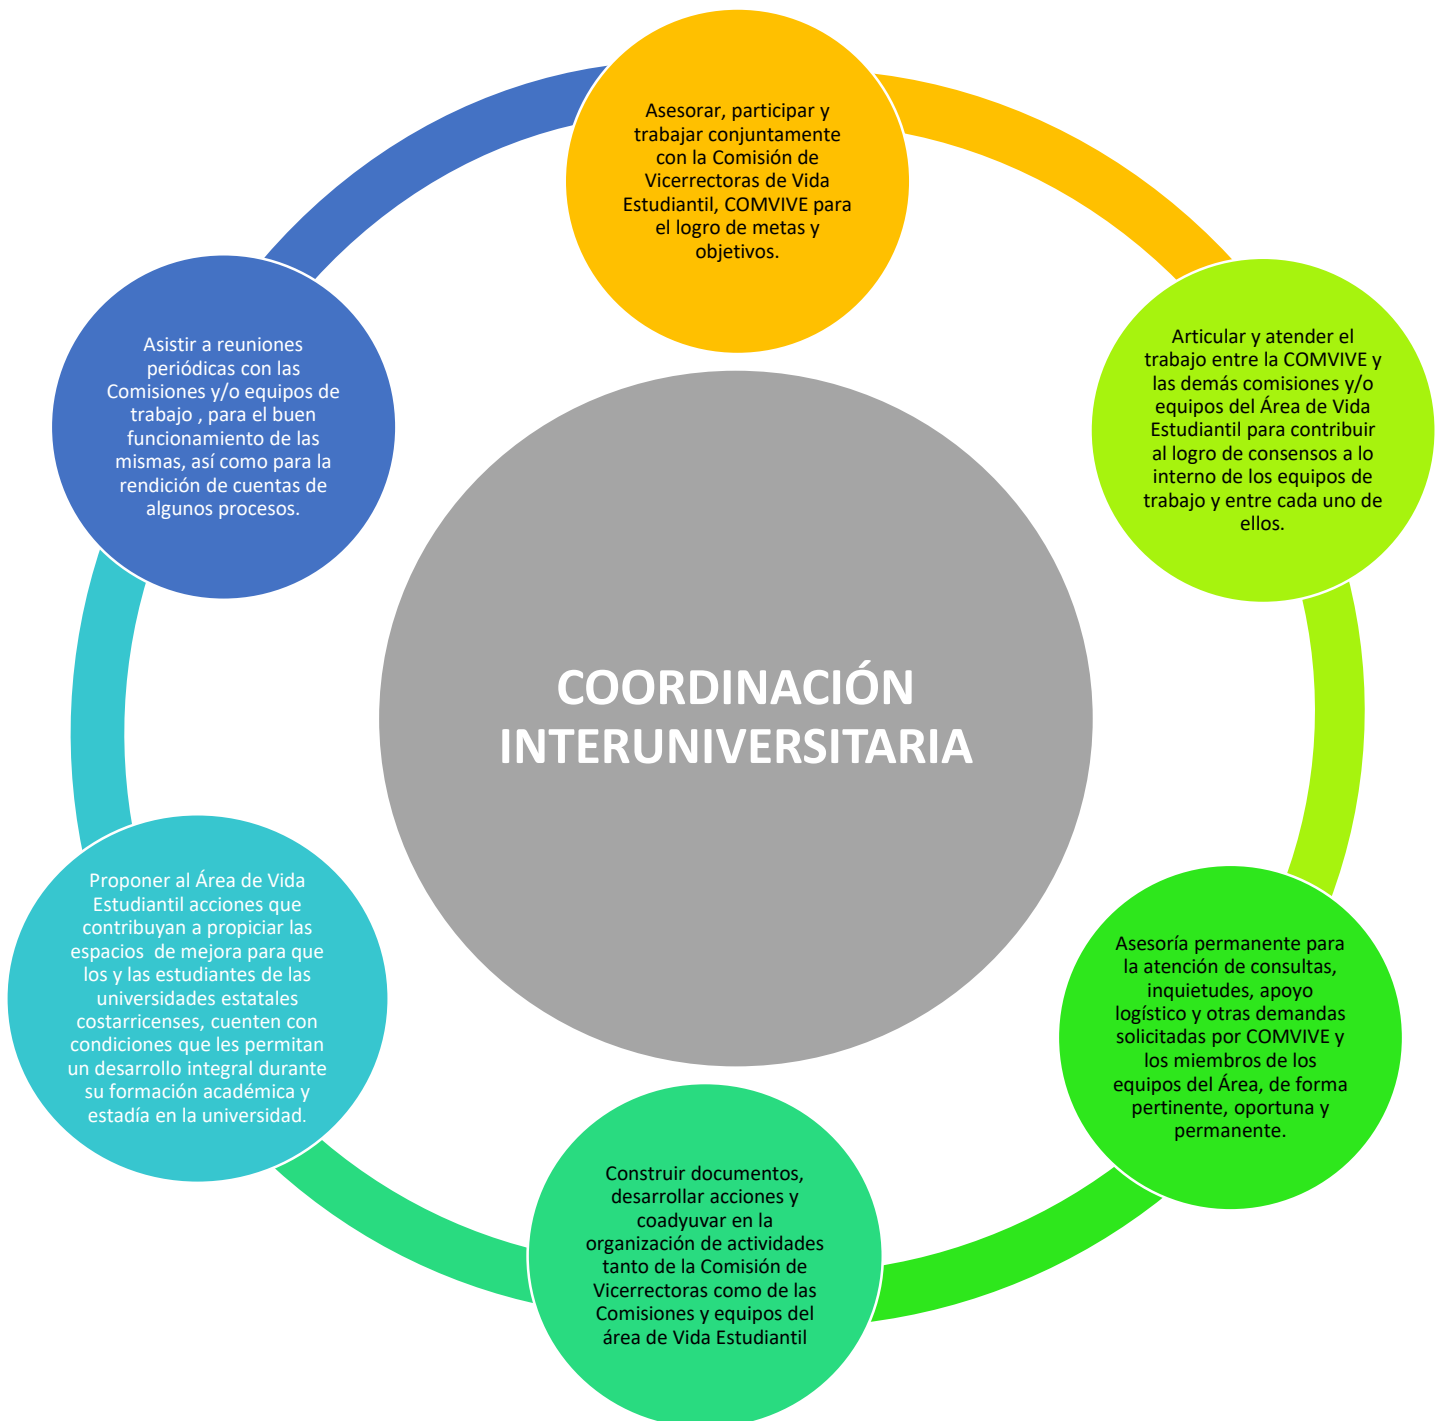 Asesorar, participar y
trabajar conjuntamente
con la Comisión de
Vicerrectoras de Vida
Estudiantil, COMVIVE para
el logro de metas y
objetivos.
Articular y atender el
trabajo entre la COMVIVE y
las demás comisiones y/o
equipos del Área de Vida
Estudiantil para contribuir
al logro de consensos a lo
interno de los equipos de
trabajo y entre cada uno de
ellos.
Asesoría permanente para
la atención de consultas,
inquietudes, apoyo
logístico y otras demandas
solicitadas por COMVIVE y
los miembros de los
equipos del Área, de forma
pertinente, oportuna y
permanente.
Construir documentos,
desarrollar acciones y
coadyuvar en la
organización de actividades
tanto de la Comisión de
Vicerrectoras como de las
Comisiones y equipos del
área de Vida Estudiantil
Proponer al Área de Vida
Estudiantil acciones que
contribuyan a propiciar las
espacios  de mejora para que
los y las estudiantes de las
universidades estatales
costarricenses, cuenten con
condiciones que les permitan
un desarrollo integral durante
su formación académica y
estadía en la universidad.
Asistir a reuniones
periódicas con las
Comisiones y/o equipos de
trabajo , para el buen
funcionamiento de las
mismas, así como para la
rendición de cuentas de
algunos procesos.
COORDINACIÓN
INTERUNIVERSITARIA